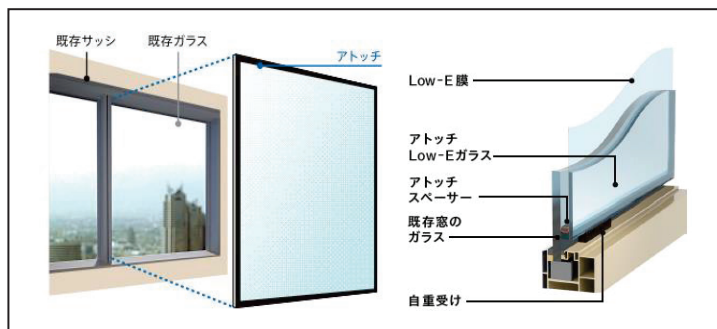 既存サッシ
既存ガラス
アトッチ
Low-E膜
アトッチ
Low-Eガラス
アトッチ
スペーサー
既存窓の
ガラス
自重受け